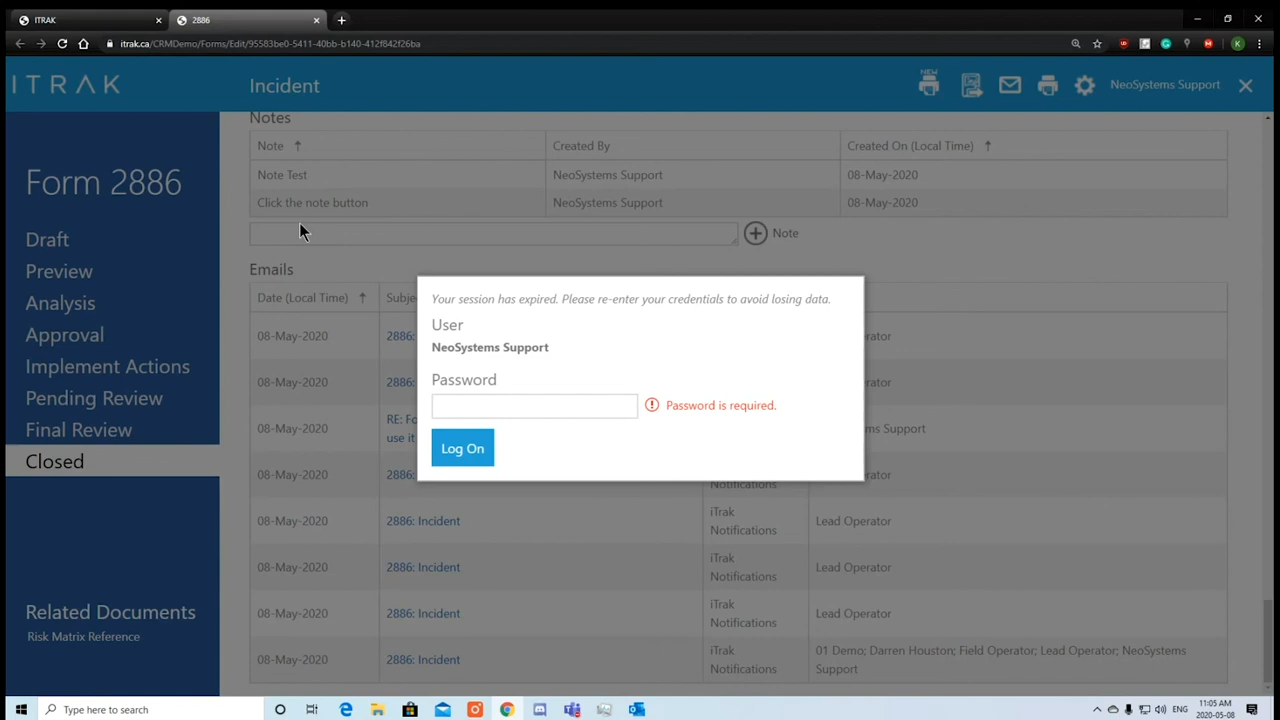 ITRAK
2886
itrak.ca/CRMDemo/Forms/Edit/95583be0-5411-40bb-b140-412f842f26ba
ITRAK
Incident
NEW
NeoSystems Support
Form 2886
Draft
Preview
Analysis
Approval
Implement Actions
Pending Review
Final Review
Closed
Related Documents
Risk Matrix Reference
Notes
Note Created By Created On (Local Time)
Note Test NeoSystems Support 08-May-2020
Click the note button NeoSystems Support 08-May-2020
Note
Emails
Date (Local Time)
08-May-2020 2886:
08-May-2020 2886:
08-May-2020 RE:
use it
08-May-2020
Notifications
08-May-2020 2886: Incident iTrak Notifications Lead Operator
08-May-2020 2886: Incident iTrak Notifications Lead Operator
08-May-2020 2886: Incident iTrak Notifications Lead Operator
08-May-2020 2886: Incident iTrak Notifications 01 Demo; Darren Houston; Field Operator; Lead Operator; NeoSystems
Support
Your session has expired. Please re-enter your credentials to avoid losing data.
User
NeoSystems Support
Password
Password is required.
Log On
Type here to search
ENG
11:05 AM
2020-05-08